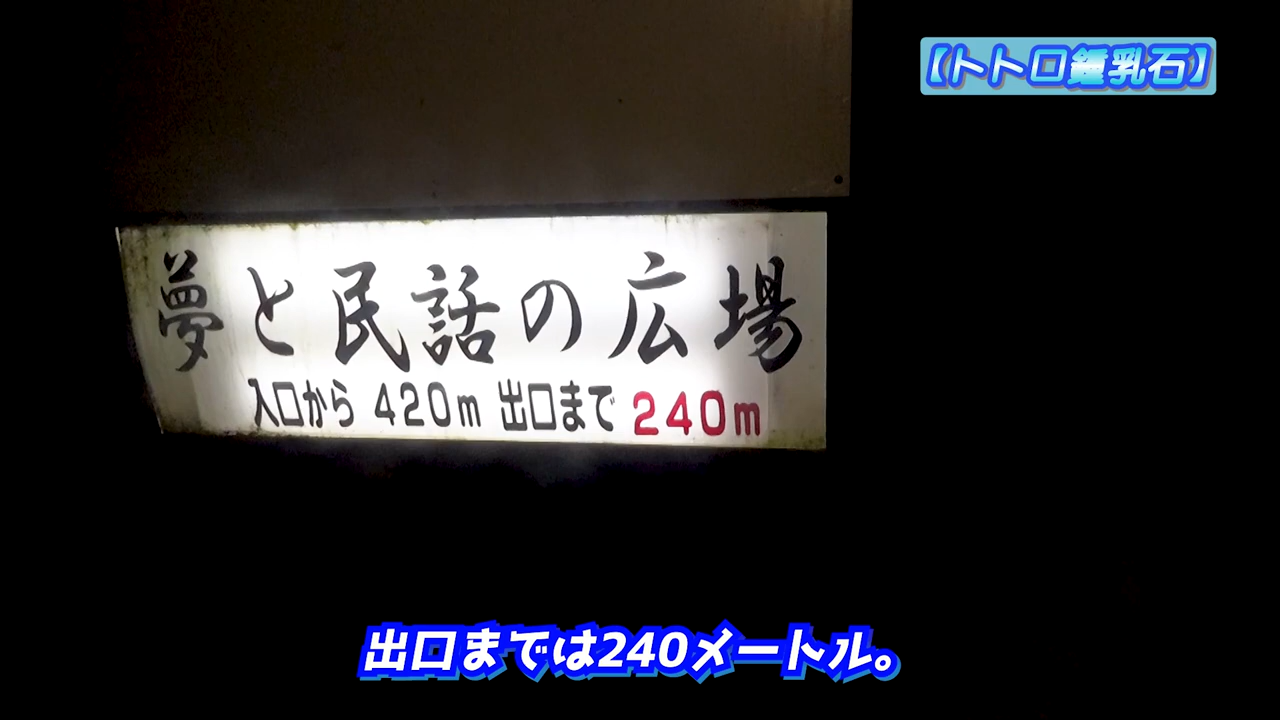 【トトロ鍾乳石】
夢と民話の広場
入口から 420m 出口まで 240m
出口までは240メートル。